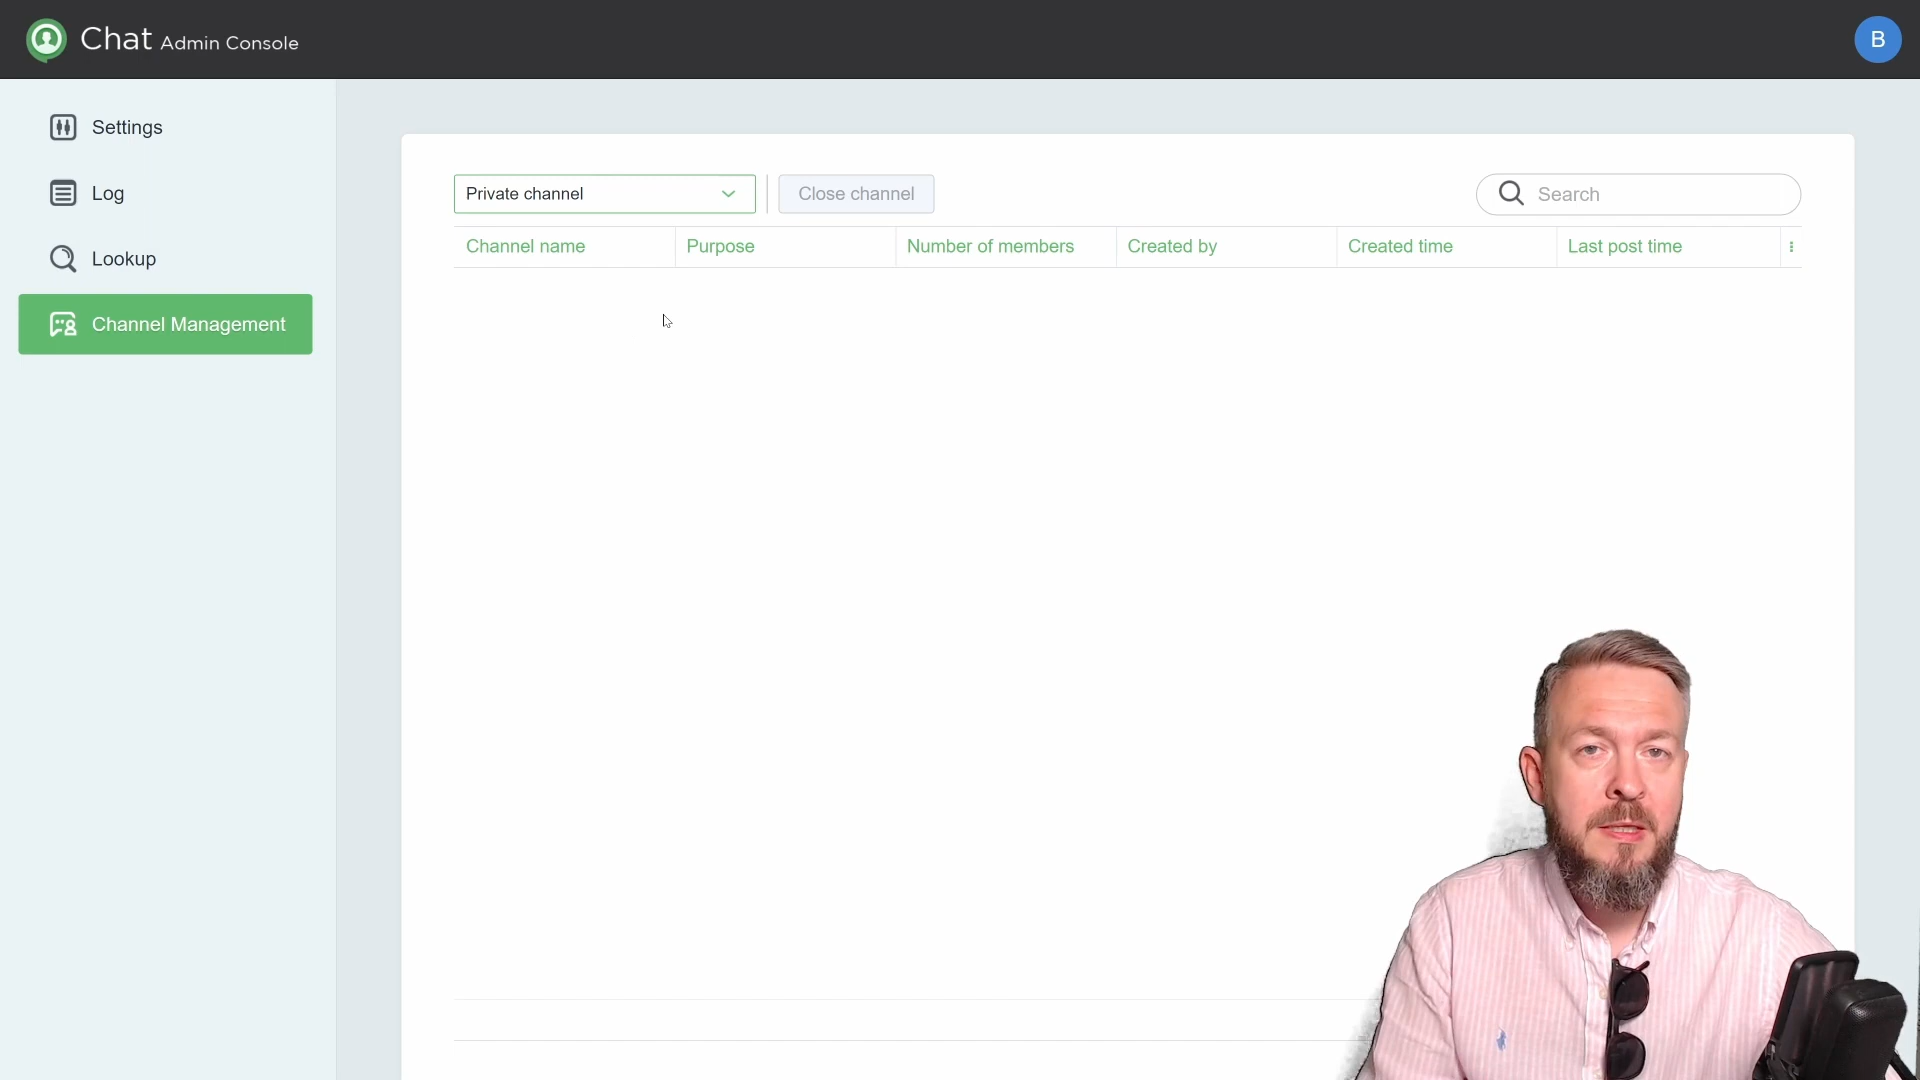 Chat Admin Console
B
Settings
Log
Lookup
Channel Management
Private channel
Close channel
Search
Channel name Purpose Number of members Created by Created time Last post time